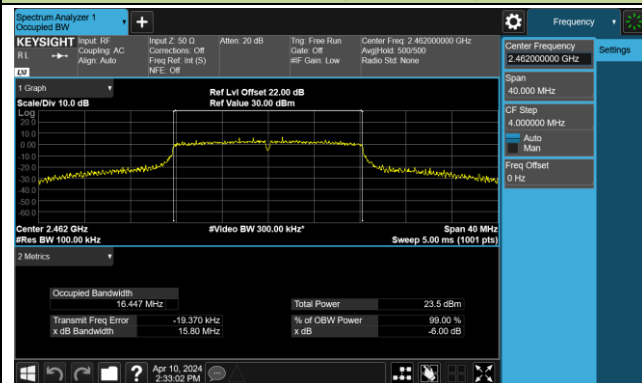 Spectrum Analyzer 1
Occupied BW
+
Frequency
KEYSIGHT
RL
LXI
Input: RF
Coupling: AC
Align: Auto
Input Z: 50 Ω
Corrections: Off
Freq Ref: Int (S)
NFE: Off
Atten: 20 dB
Trig: Free Run
Gate: Off
#IF Gain: Low
Center Freq: 2.462000000 GHz
Avg|Hold: 500/500
Radio Std: None
Center Frequency
2.462000000 GHz
Settings
Span
40.000 MHz
CF Step
4.000000 MHz
Auto
Man
Freq Offset
0 Hz
1 Graph
Scale/Div 10.0 dB
Ref Lvl Offset 22.00 dB
Ref Value 30.00 dBm
Log
20.0
10.0
0.00
-10.0
-20.0
-30.0
-40.0
-50.0
-60.0
Center 2.462 GHz
#Res BW 100.00 kHz
#Video BW 300.00 kHz*
Span 40 MHz
Sweep 5.00 ms (1001 pts)
2 Metrics
Occupied Bandwidth
16.447 MHz
Total Power 23.5 dBm
Transmit Freq Error -19.370 kHz
% of OBW Power 99.00 %
x dB Bandwidth 15.80 MHz
x dB -6.00 dB
?
Apr 10, 2024
2:33:02 PM